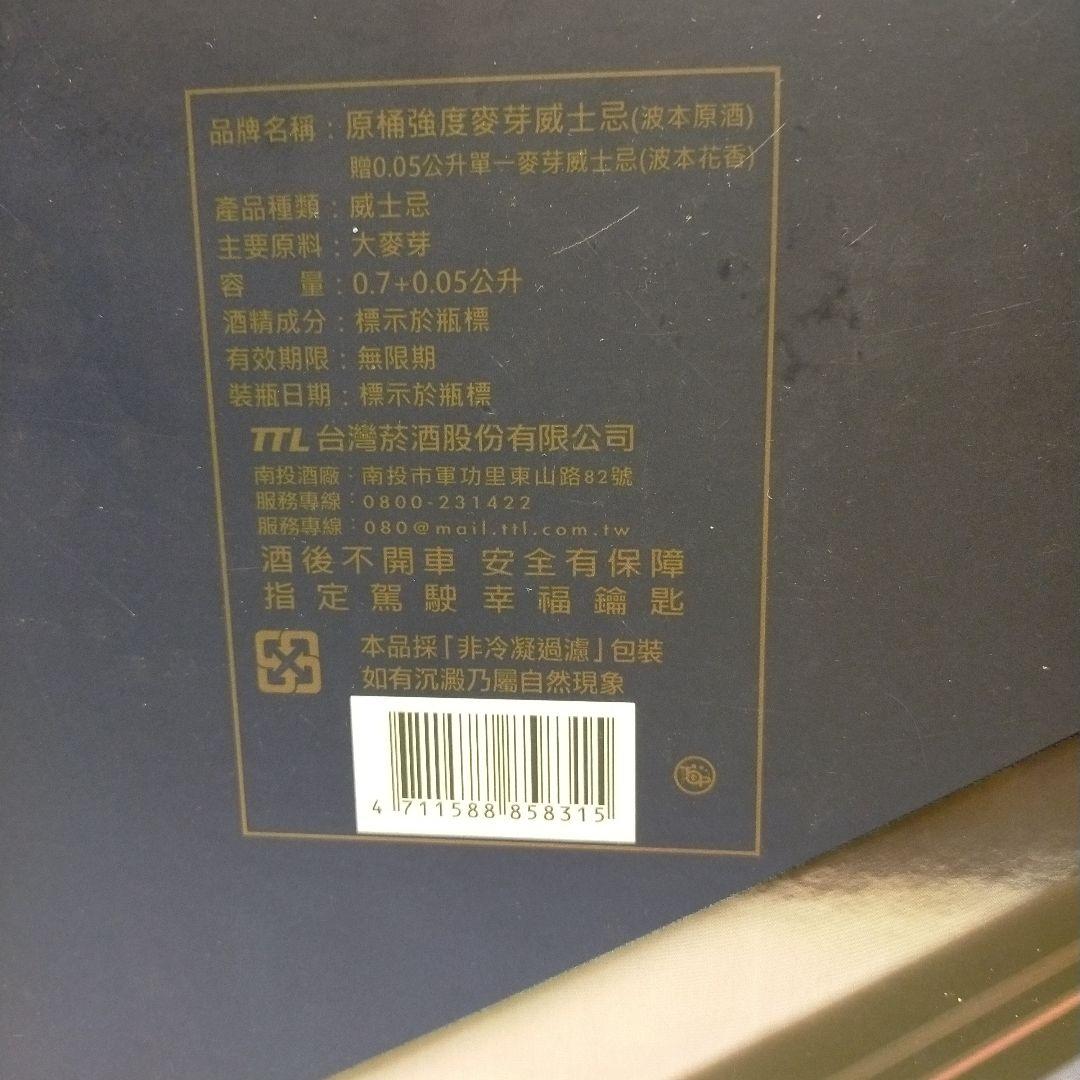 品牌名稱：原桶強度麥芽威士忌(波本原酒)
贈0.05公升單一麥芽威士忌(波本花香)
產品種類：威士忌
主要原料：大麥芽
容 量：0.7+0.05公升
酒精成分：標示於瓶標
有效期限：無限期
裝瓶日期：標示於瓶標
TTL 台灣菸酒股份有限公司
南投酒廠：南投市軍功里東山路82號
服務專線：0800-231422
服務專線：080@mail.ttl.com.tw
酒後不開車 安全有保障
指定駕駛幸福鑰匙
本品採「非冷凝過濾」包裝
如有沉澱乃屬自然現象
4 711588 858315